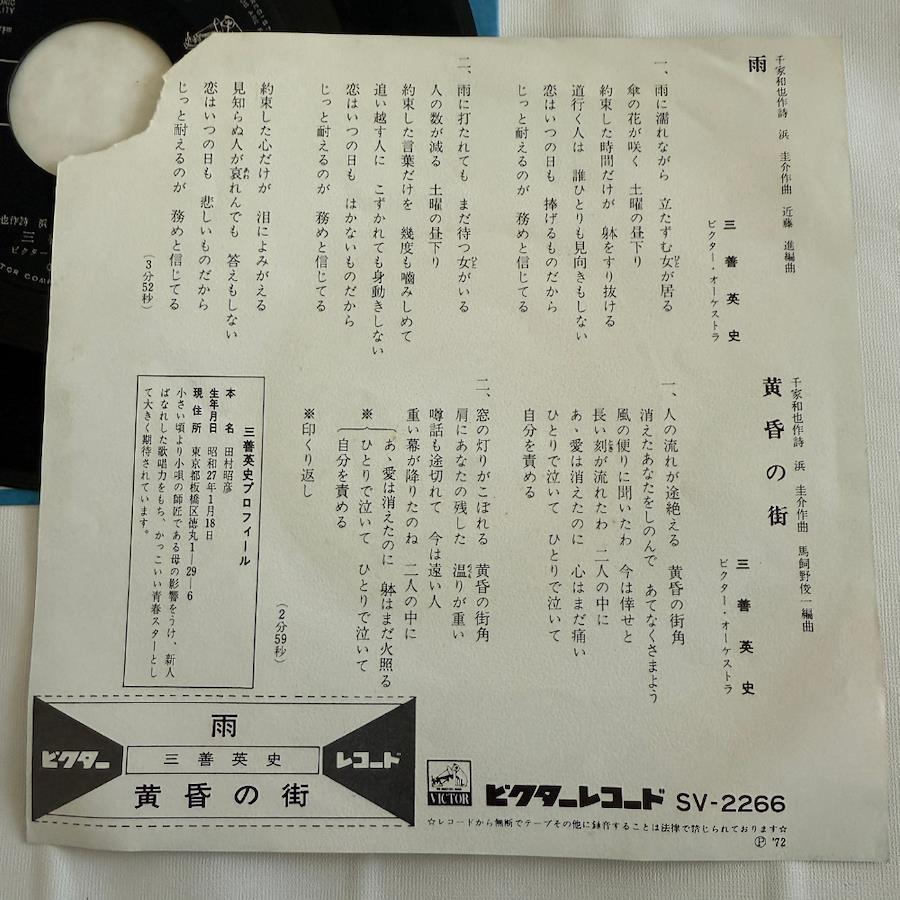 雨
千家和也作詩 浜 圭介作曲 近藤 進編曲
三善英史
ビクター・オーケストラ
一、雨に濡れながら 立たずむ女が居る
ひと
傘の花が咲く 土曜の昼下り
約束した時間だけが 躰をすり抜ける
道行く人は 誰ひとりも見向きもしない
恋はいつの日も 捧げるものだから
じっと耐えるのが 務めと信じてる
二、雨に打たれても まだ待つ女がいる
ひと
人の数が減る 土曜の昼下り
約束した言葉だけを 幾度も嚙みしめて
追い越す人に こずかれても身動きしない
恋はいつの日も はかないものだから
じっと耐えるのが 務めと信じてる
約束した心だけが 泪によみがえる
見知らぬ人が哀れんでも 答えもしない
あわ
恋はいつの日も 悲しいものだから
じっと耐えるのが 務めと信じてる
(3分52秒)
黄昏の街
千家和也作詩 浜 圭介作曲 馬飼野俊一編曲
三善英史
ビクター・オーケストラ
一、人の流れが途絶える 黄昏の街角
消えたあなたをしのんで あてなくさまよう
風の便りに聞いたわ 今は倖せと
長い刻が流れたわ 二人の中に
とき
あゝ愛は消えたのに 心はまだ痛い
ひとりで泣いて ひとりで泣いて
自分を責める
二、窓の灯りがこぼれる 黄昏の街角
肩にあなたの残した 温りが重い
ぬくも
噂話も途切れて 今は遠い人
重い幕が降りたのね 二人の中に
あゝ愛は消えたのに 躰はまだ火照る
※ ひとりで泣いて ひとりで泣いて
自分を責める
※印くり返し
(2分59秒)
三善英史プロフィール
本名 田村昭彦
生年月日 昭和27年1月18日
現住所 東京都板橋区徳丸1−29−6
小さい頃より小唄の師匠である母の影響をうけ、新人
ばなれした歌唱力をもち、かっこいい青春スターとし
て大きく期待されています。
ビクター
雨
三善英史
黄昏の街
レコード
VICTOR
ビクターレコード SV-2266
☆レコードから無断でテープその他に録音することは法律で禁じられております☆
Ⓟ '72